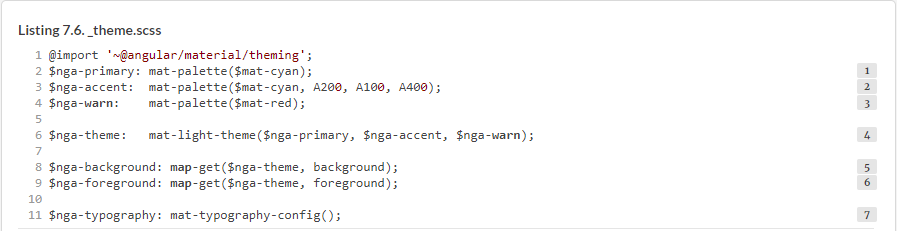 Listing 7.6. _theme.scss
1 @import '~@angular/material/theming';
2 $nga-primary: mat-palette($mat-cyan); 1
3 $nga-accent:  mat-palette($mat-cyan, A200, A100, A400); 2
4 $nga-warn:    mat-palette($mat-red); 3
5
6 $nga-theme:   mat-light-theme($nga-primary, $nga-accent, $nga-warn); 4
7
8 $nga-background: map-get($nga-theme, background); 5
9 $nga-foreground: map-get($nga-theme, foreground); 6
10
11 $nga-typography: mat-typography-config(); 7